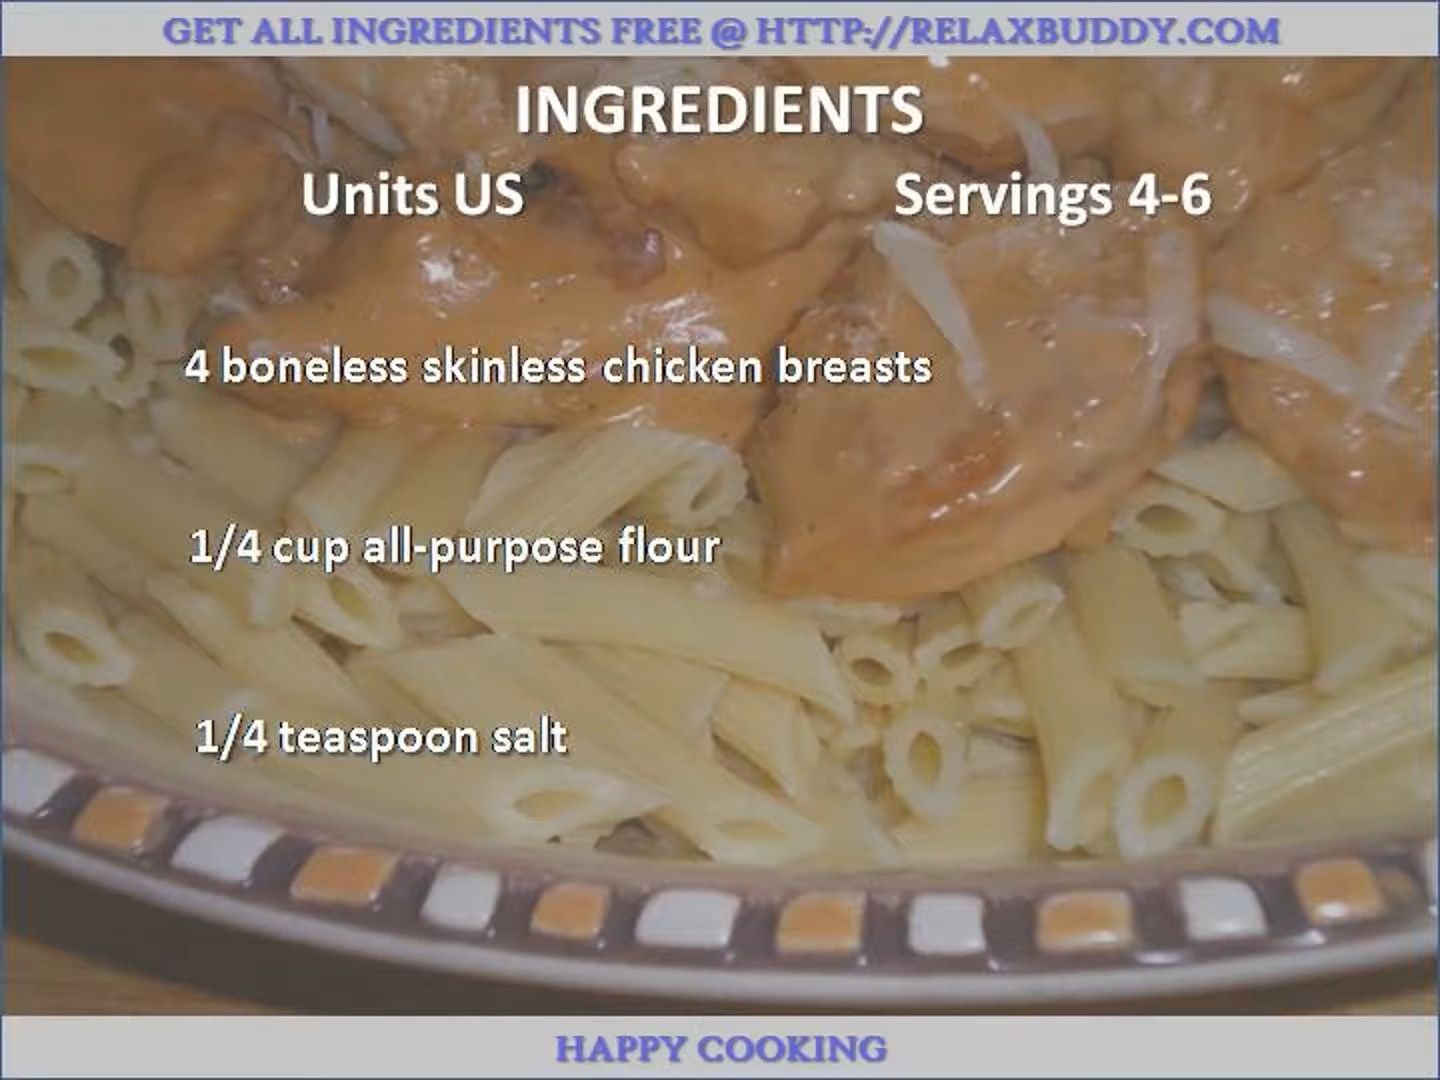 GET ALL INGREDIENTS FREE @ HTTP://RELAXBUDDY.COM
INGREDIENTS
Units US Servings 4-6
4 boneless skinless chicken breasts
1/4 cup all-purpose flour
1/4 teaspoon salt
HAPPY COOKING